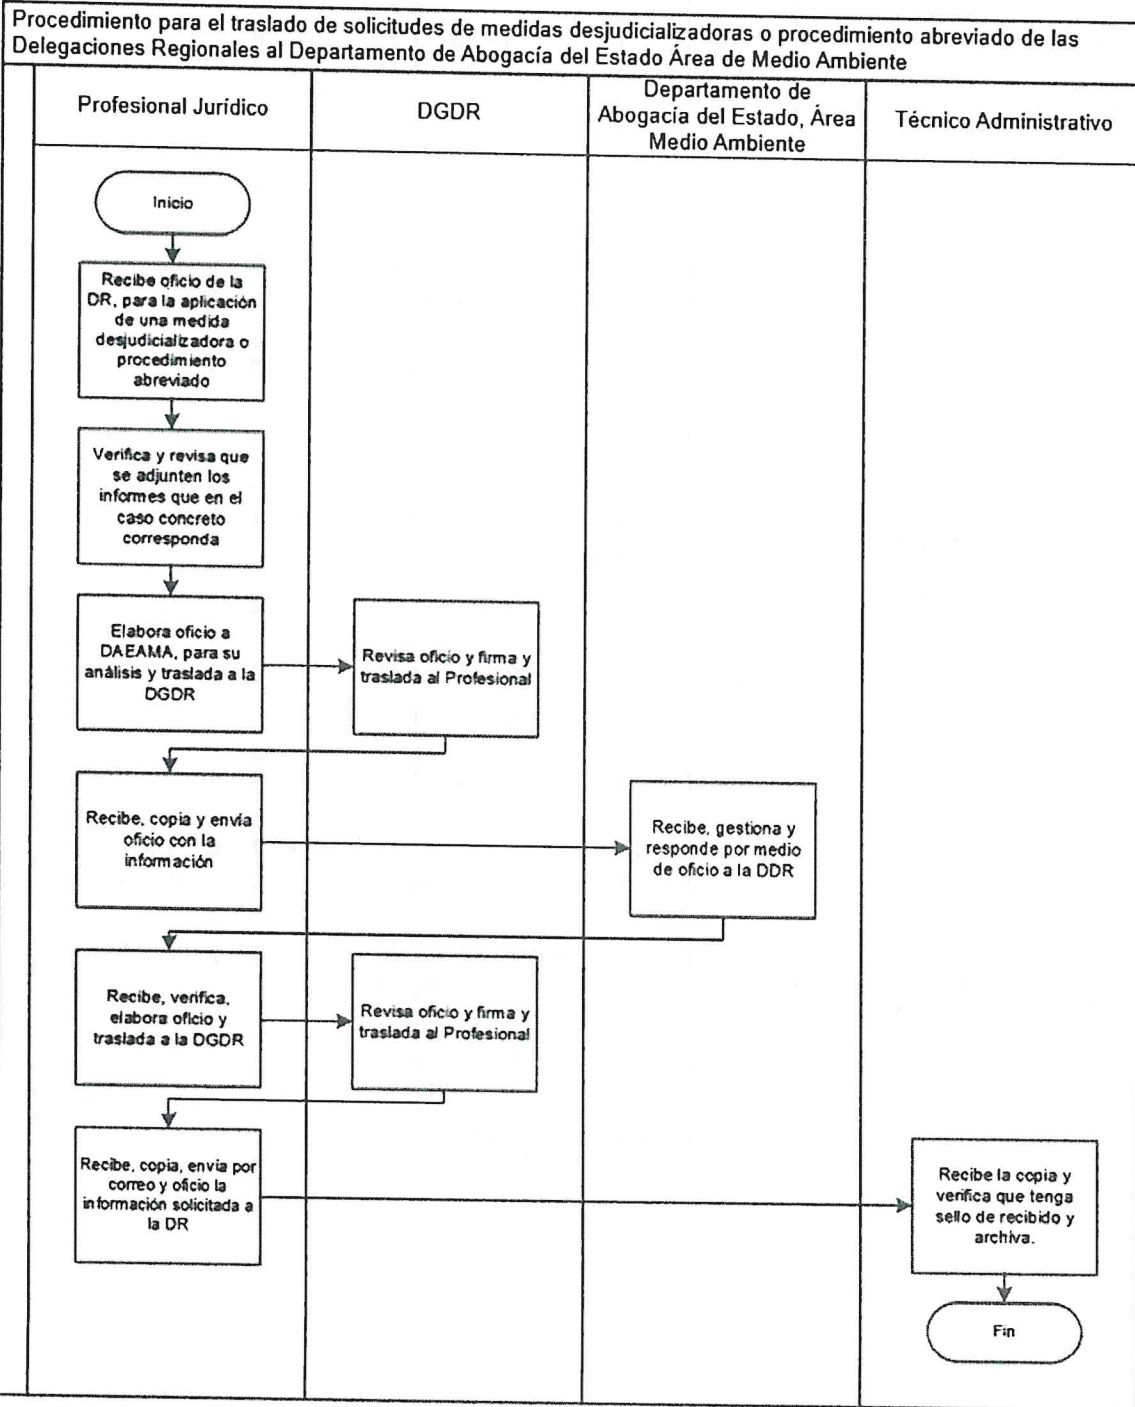 Procedimiento para el traslado de solicitudes de medidas desjudicializadoras o procedimiento abreviado de las
Delegaciones Regionales al Departamento de Abogacía del Estado Área de Medio Ambiente
Profesional Jurídico
DGDR
Departamento de
Abogacía del Estado, Área
Medio Ambiente
Técnico Administrativo
Inicio
Recibe oficio de la
DR, para la aplicación
de una medida
desjudicializadora o
procedimiento
abreviado
Verifica y revisa que
se adjunten los
informes que en el
caso concreto
corresponda
Elabora oficio a
DAEAMA, para su
análisis y traslada a la
DGDR
Revisa oficio y firma y
traslada al Profesional
Recibe, copia y envía
oficio con la
información
Recibe, gestiona y
responde por medio
de oficio a la DDR
Recibe, verifica,
elabora oficio y
traslada a la DGDR
Revisa oficio y firma y
traslada al Profesional
Recibe, copia, envía por
correo y oficio la
información solicitada a
la DR
Recibe la copia y
verifica que tenga
sello de recibido y
archiva.
Fin